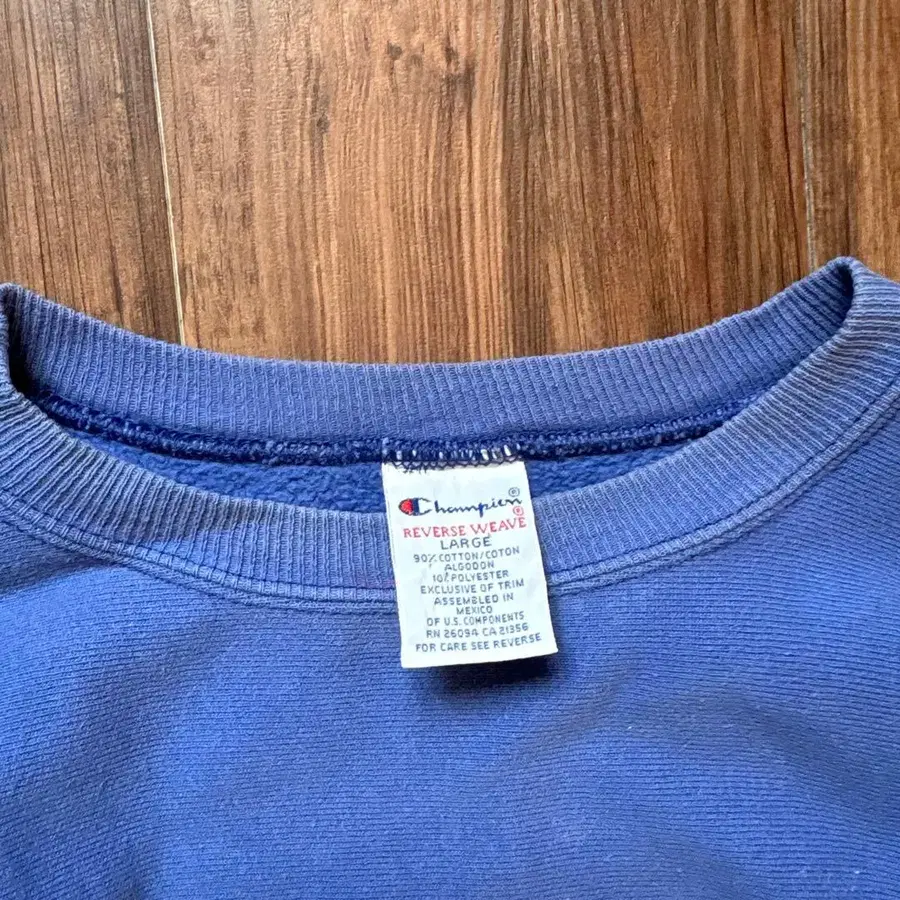 Champion®
REVERSE WEAVE®
LARGE
90% COTTON/COTON
ALGODON
10% POLYESTER
EXCLUSIVE OF TRIM
ASSEMBLED IN
MEXICO
OF U.S. COMPONENTS
RN 26094 CA 21356
FOR CARE SEE REVERSE